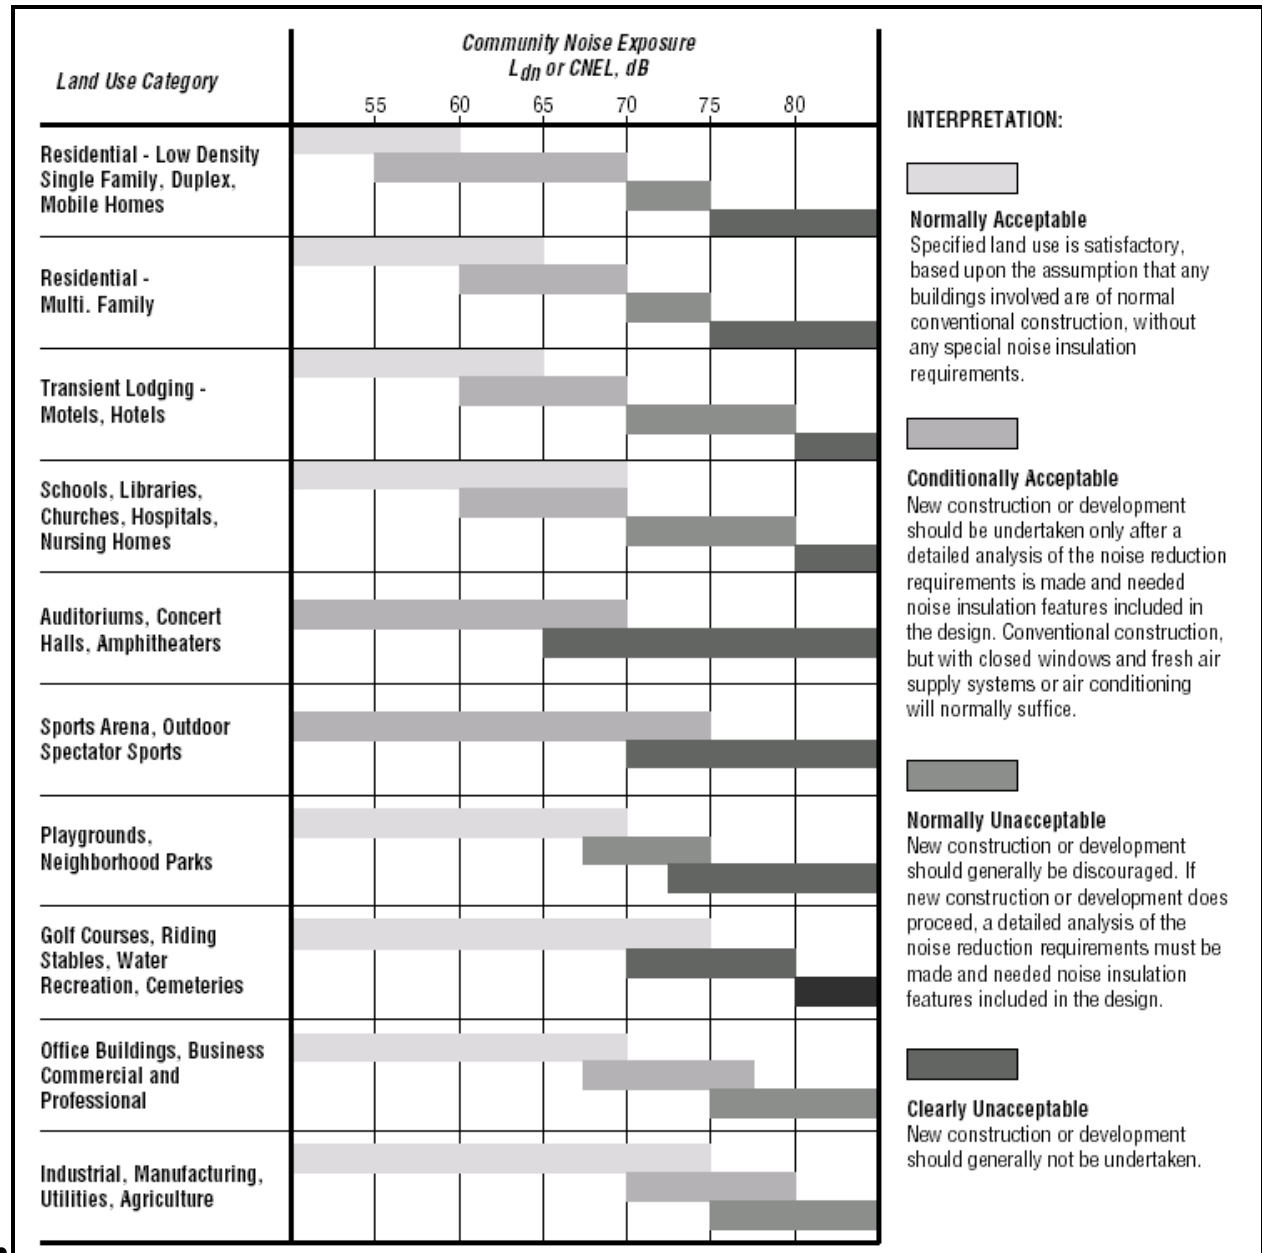 Land Use Category
Community Noise Exposure
Ldn or CNEL, dB
55 60 65 70 75 80
Residential - Low Density
Single Family, Duplex,
Mobile Homes
Residential -
Multi. Family
Transient Lodging -
Motels, Hotels
Schools, Libraries,
Churches, Hospitals,
Nursing Homes
Auditoriums, Concert
Halls, Amphitheaters
Sports Arena, Outdoor
Spectator Sports
Playgrounds,
Neighborhood Parks
Golf Courses, Riding
Stables, Water
Recreation, Cemeteries
Office Buildings, Business
Commercial and
Professional
Industrial, Manufacturing,
Utilities, Agriculture
INTERPRETATION:
Normally Acceptable
Specified land use is satisfactory,
based upon the assumption that any
buildings involved are of normal
conventional construction, without
any special noise insulation
requirements.
Conditionally Acceptable
New construction or development
should be undertaken only after a
detailed analysis of the noise reduction
requirements is made and needed
noise insulation features included in
the design. Conventional construction,
but with closed windows and fresh air
supply systems or air conditioning
will normally suffice.
Normally Unacceptable
New construction or development
should generally be discouraged. If
new construction or development does
proceed, a detailed analysis of the
noise reduction requirements must be
made and needed noise insulation
features included in the design.
Clearly Unacceptable
New construction or development
should generally not be undertaken.